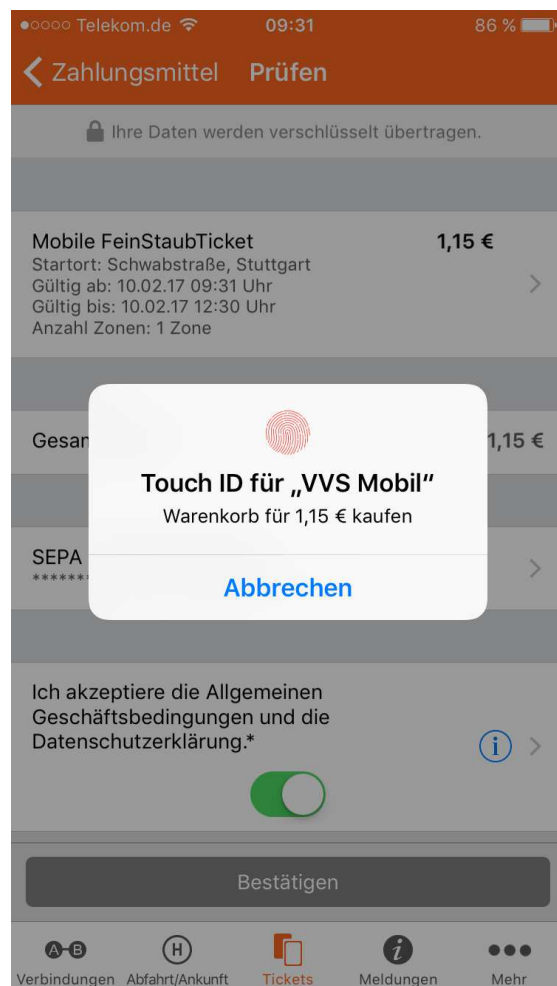 Telekom.de 09:31 86 %
Zahlungsmittel Prüfen
Ihre Daten werden verschlüsselt übertragen.
Mobile FeinStaubTicket 1,15 €
Startort: Schwabstraße, Stuttgart
Gültig ab: 10.02.17 09:31 Uhr
Gültig bis: 10.02.17 12:30 Uhr
Anzahl Zonen: 1 Zone
1,15 €
Touch ID für „VVS Mobil“
Warenkorb für 1,15 € kaufen
SEPA
*******
Abbrechen
Ich akzeptiere die Allgemeinen
Geschäftsbedingungen und die
Datenschutzerklärung.*
Bestätigen
A-B H i
Verbindungen Abfahrt/Ankunft Tickets Meldungen Mehr